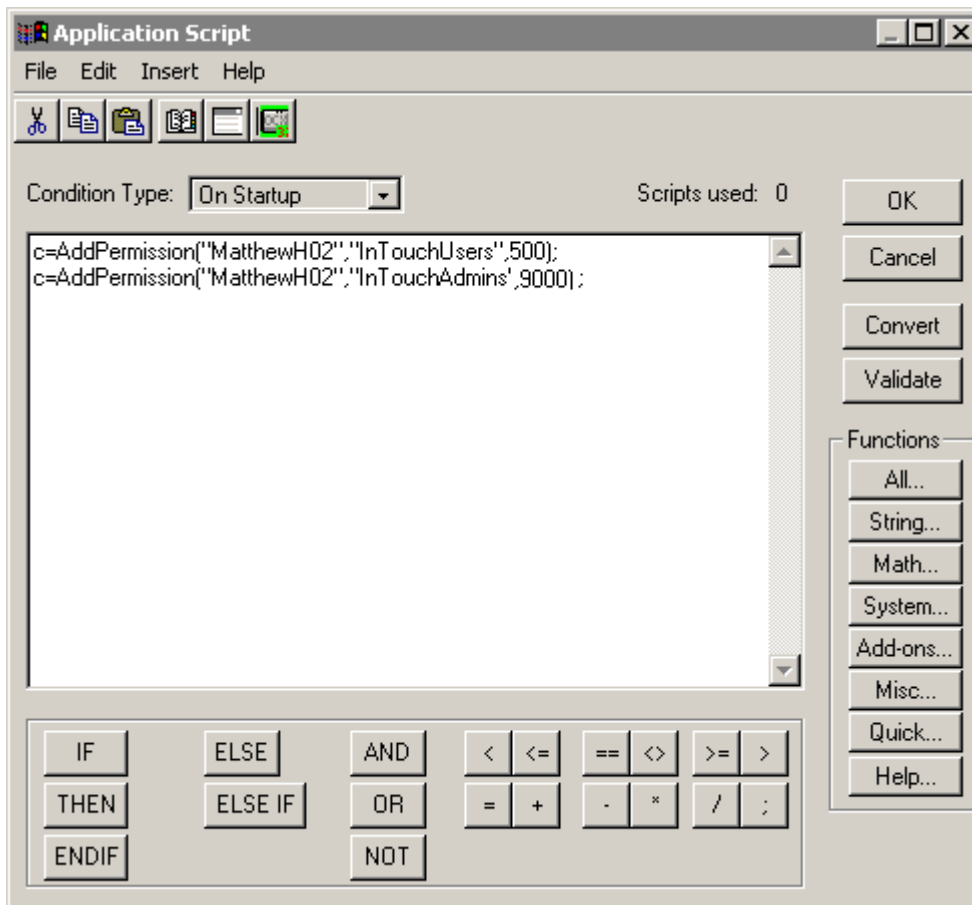 Application Script
File Edit Insert Help
Condition Type: On Startup Scripts used: 0
c=AddPermission("MatthewH02","InTouchUsers",500);
c=AddPermission("MatthewH02","InTouchAdmins',9000) ;
OK
Cancel
Convert
Validate
Functions
All...
String...
Math...
System...
Add-ons...
Misc...
Quick...
Help...
IF ELSE AND < <= == <> >= >
THEN ELSE IF OR = + - * / ;
ENDIF NOT